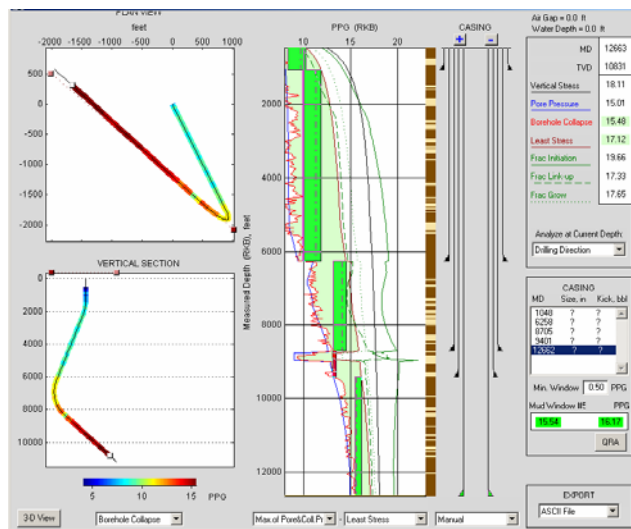 PLAN VIEW
feet
-2000 -1000 0 1000
500
0
-500
-1000
-1500
-2000
VERTICAL SECTION
0
2000
4000
6000
8000
10000
5 10 15 PPG
3-D View
Borehole Collapse
PPG (RKB)
10 15 20
Measured Depth (RKB), feet
2000
4000
6000
8000
10000
12000
Max.of Pore&Coll.Pr - Least Stress
CASING
+ -
Manual
Air Gap = 0.0 ft
Water Depth = 0.0 ft
MD 12663
TVD 10831
Vertical Stress 18.11
Pore Pressure 15.01
Borehole Collapse 15.48
Least Stress 17.12
Frac Initiation 19.66
Frac Link-up 17.33
Frac Grow 17.65
Analyze at Current Depth:
Drilling Direction
CASING
MD Size, in Kick, bbl
1048 ? ?
6258 ? ?
8705 ? ?
9401 ? ?
12662 ? ?
Min. Window 0.50 PPG
Mud Window #5 PPG
15.54 16.17
QRA
EXPORT
ASCII File